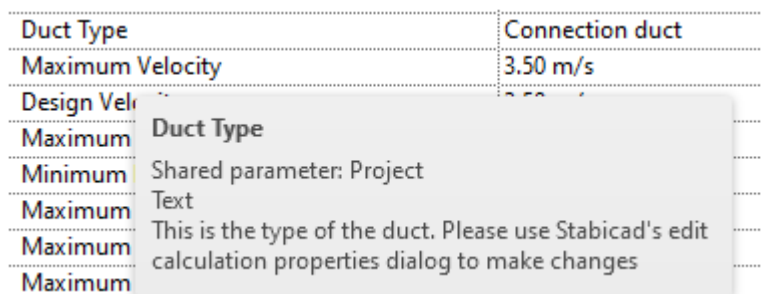 Duct Type Connection duct
Maximum Velocity 3.50 m/s
Design
Maximum
Minimum
Maximum
Maximum
Maximum
Duct Type
Shared parameter: Project
Text
This is the type of the duct. Please use Stabicad's edit
calculation properties dialog to make changes